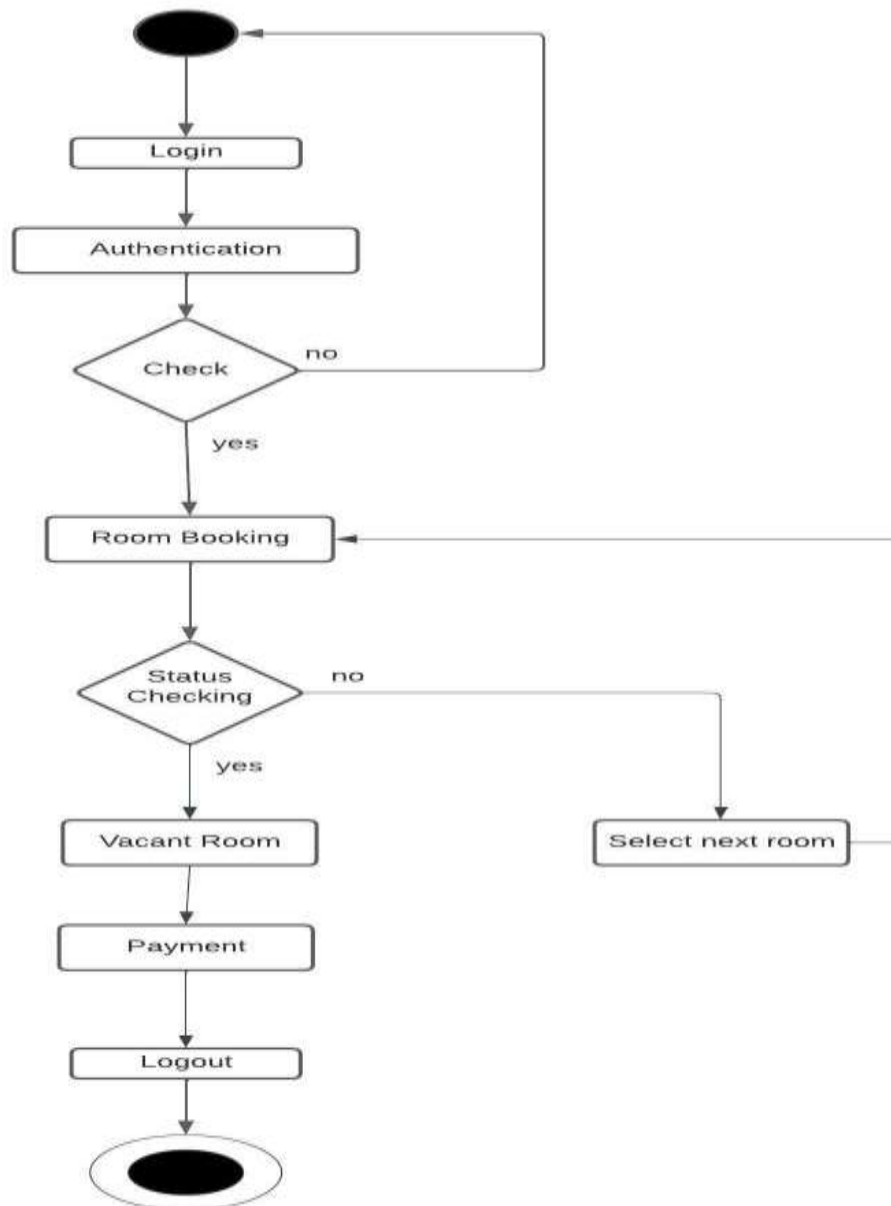 Login
Authentication
Check
no
yes
Room Booking
Status
Checking
no
yes
Vacant Room
Select next room
Payment
Logout